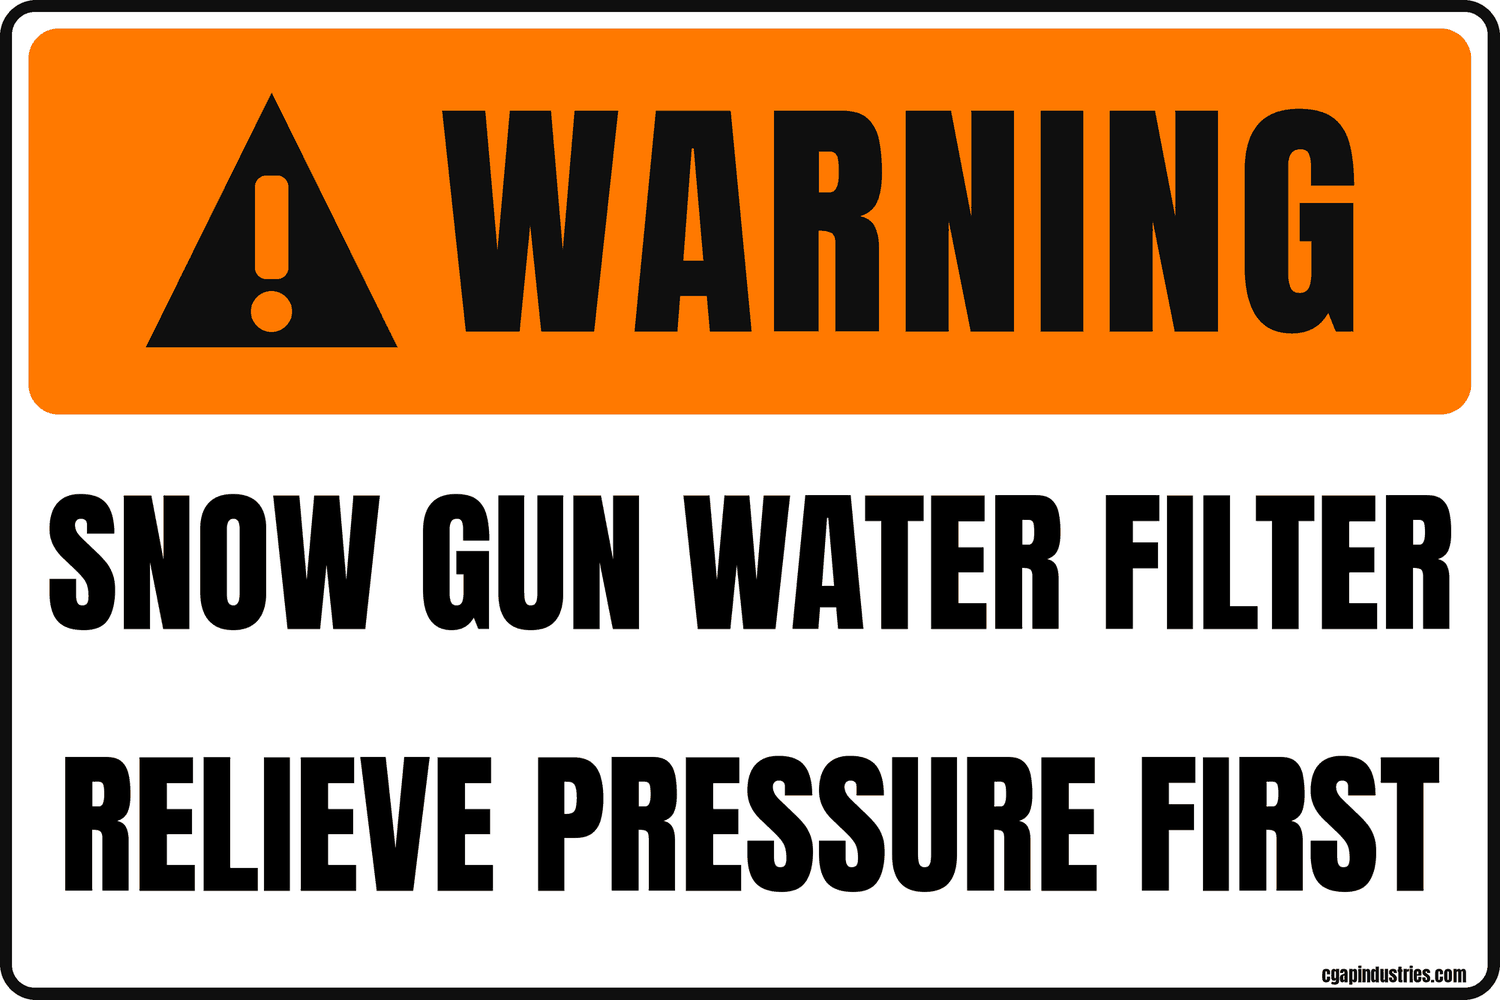 WARNING
SNOW GUN WATER FILTER
RELIEVE PRESSURE FIRST
cgapindustries.com